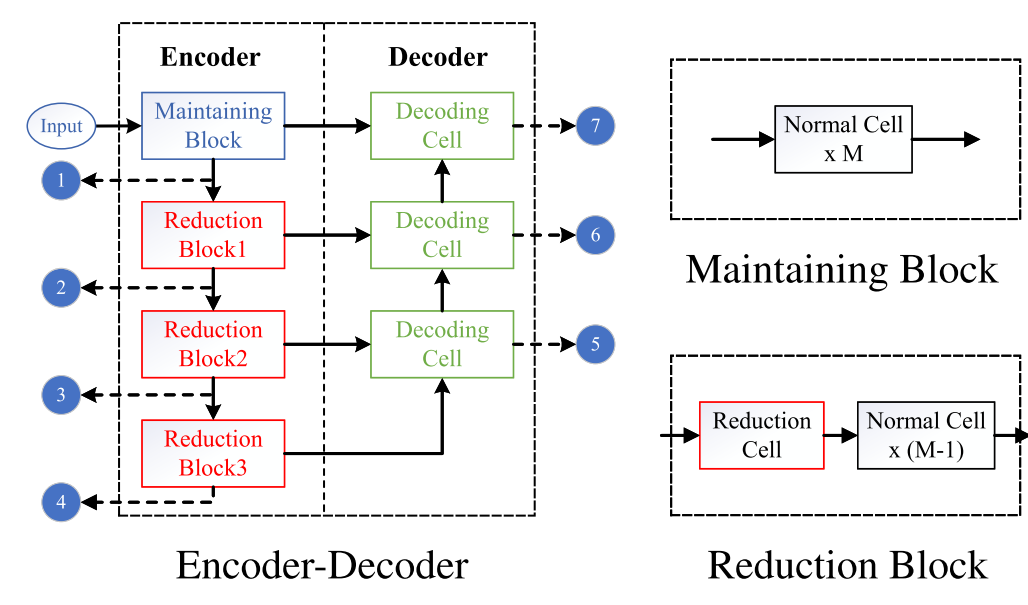 Encoder
Decoder
Input
Maintaining
Block
Decoding
Cell
7
1
Reduction
Block1
Decoding
Cell
6
2
Reduction
Block2
Decoding
Cell
5
3
Reduction
Block3
4
Encoder-Decoder
Normal Cell
x M
Maintaining Block
Reduction
Cell
Normal Cell
x (M-1)
Reduction Block